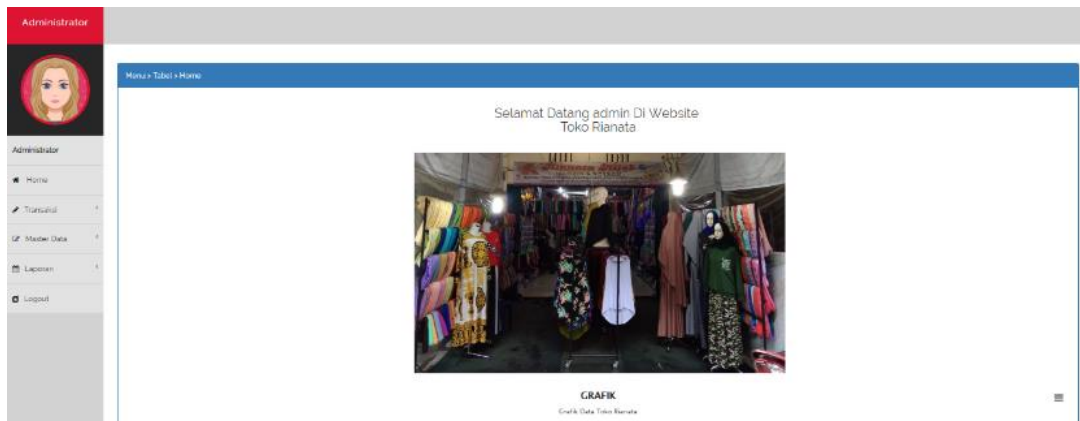 Administrator
Menu > Tabel > Home
Selamat Datang admin Di Website
Toko Rianata
Administrator
Home
Transaksi
Master Data
Laporan
Logout
GRAFIK
Grafik Data Toko Rianata